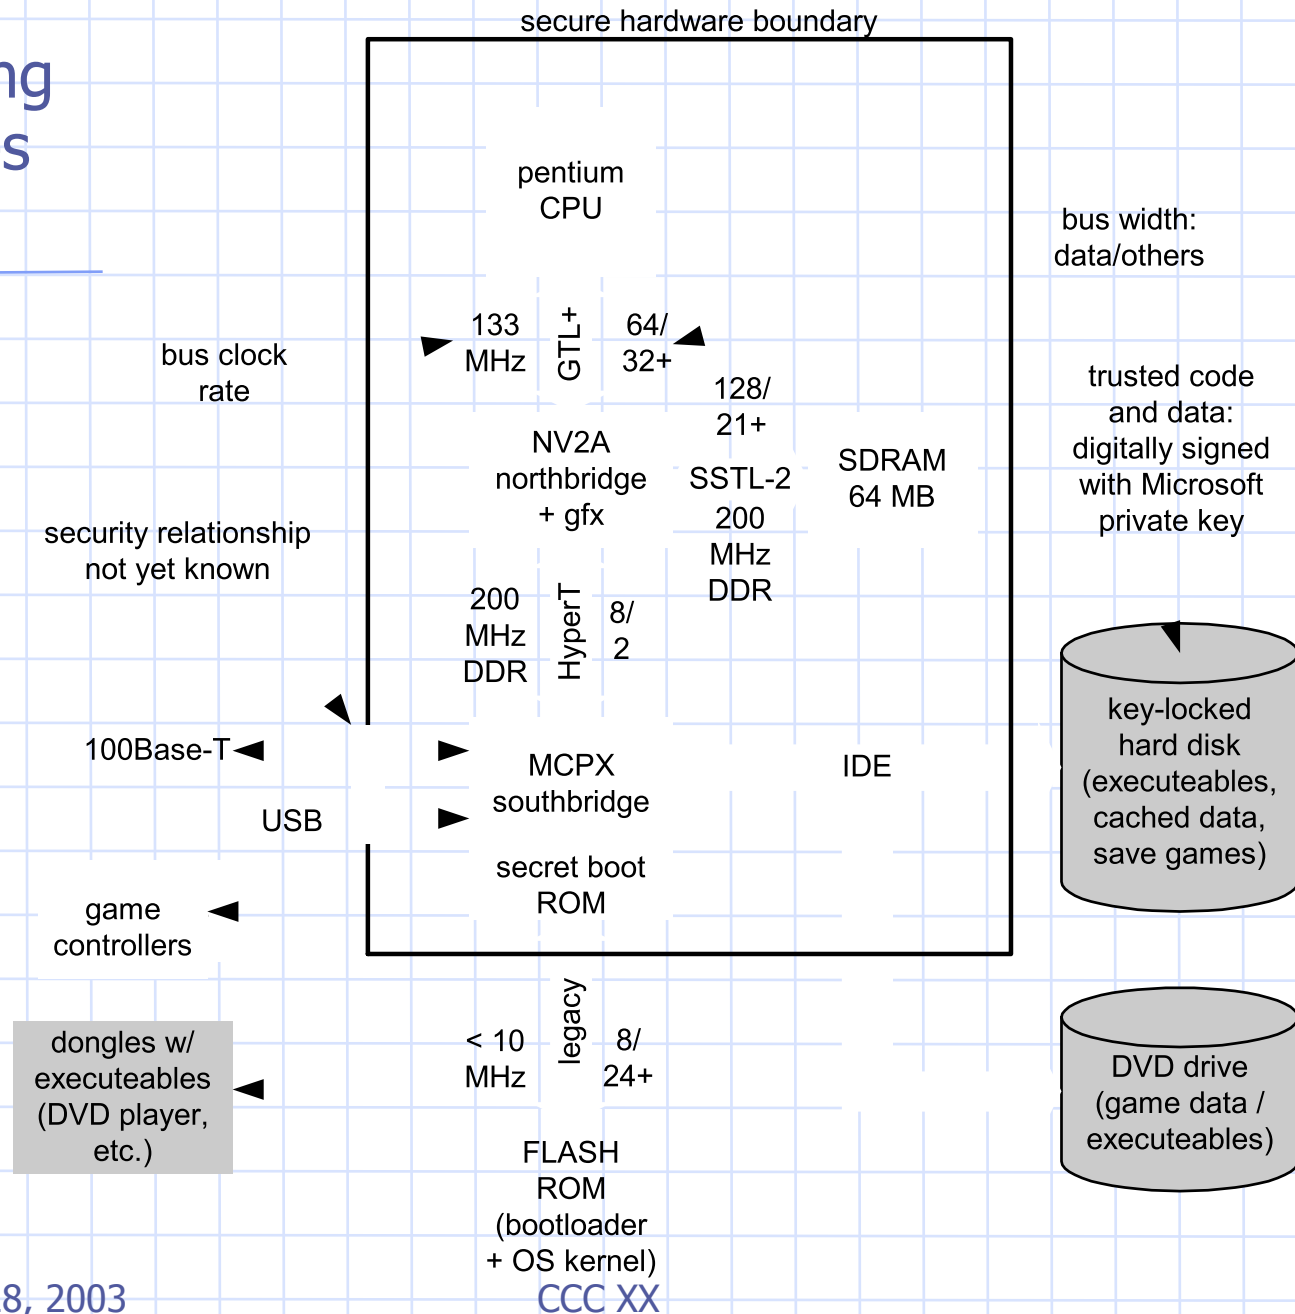 secure hardware boundary
ng
s
pentium
CPU
bus width:
data/others
133
MHz
GTL+
64/
32+
bus clock
rate
128/
21+
trusted code
and data:
digitally signed
with Microsoft
private key
NV2A
northbridge
+ gfx
SSTL-2
200
MHz
DDR
SDRAM
64 MB
security relationship
not yet known
200
MHz
DDR
HyperT
8/
2
100Base-T
USB
MCPX
southbridge
secret boot
ROM
IDE
key-locked
hard disk
(executeables,
cached data,
save games)
game
controllers
dongles w/
executeables
(DVD player,
etc.)
< 10
MHz
legacy
8/
24+
DVD drive
(game data /
executeables)
FLASH
ROM
(bootloader
+ OS kernel)
8, 2003
CCC XX